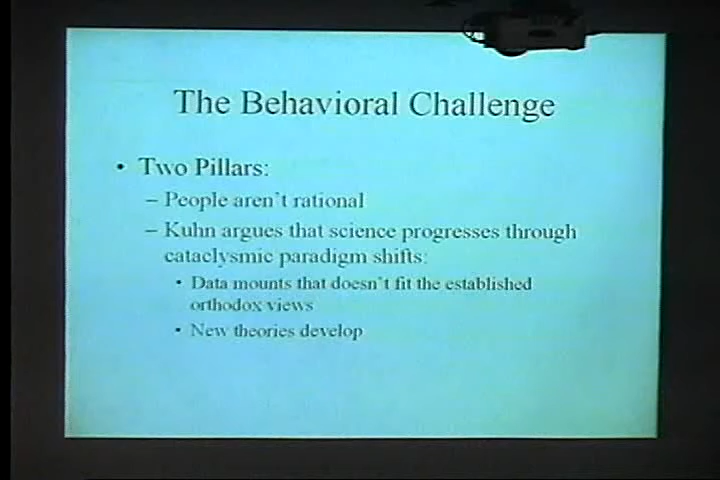 The Behavioral Challenge
• Two Pillars:
– People aren't rational
– Kuhn argues that science progresses through
cataclysmic paradigm shifts:
• Data mounts that doesn't fit the established
orthodox views
• New theories develop